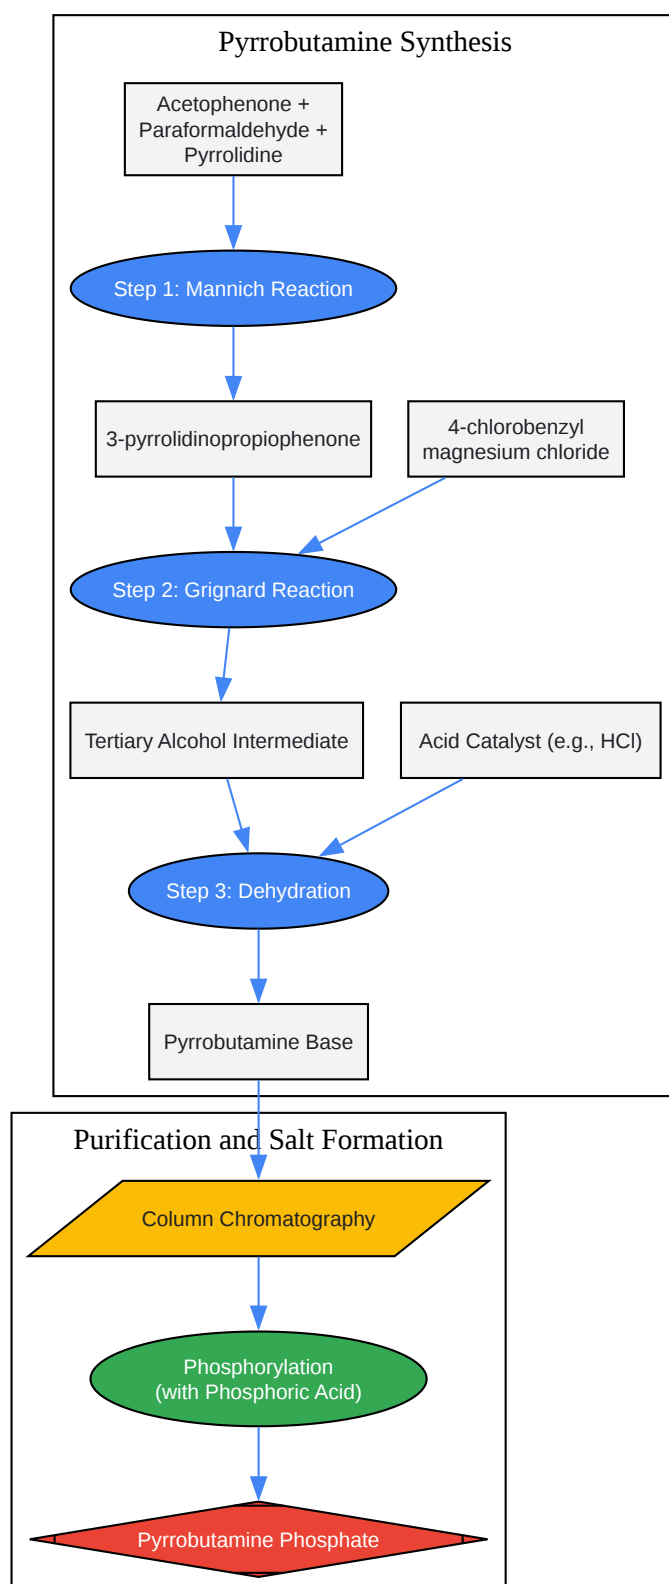 Pyrrobutamine Synthesis
Acetophenone +
Paraformaldehyde +
Pyrrolidine
Step 1: Mannich Reaction
3-pyrrolidinopropiophenone
4-chlorobenzyl
magnesium chloride
Step 2: Grignard Reaction
Tertiary Alcohol Intermediate
Acid Catalyst (e.g., HCl)
Step 3: Dehydration
Pyrrobutamine Base
Purification and Salt Formation
Column Chromatography
Phosphorylation
(with Phosphoric Acid)
Pyrrobutamine Phosphate